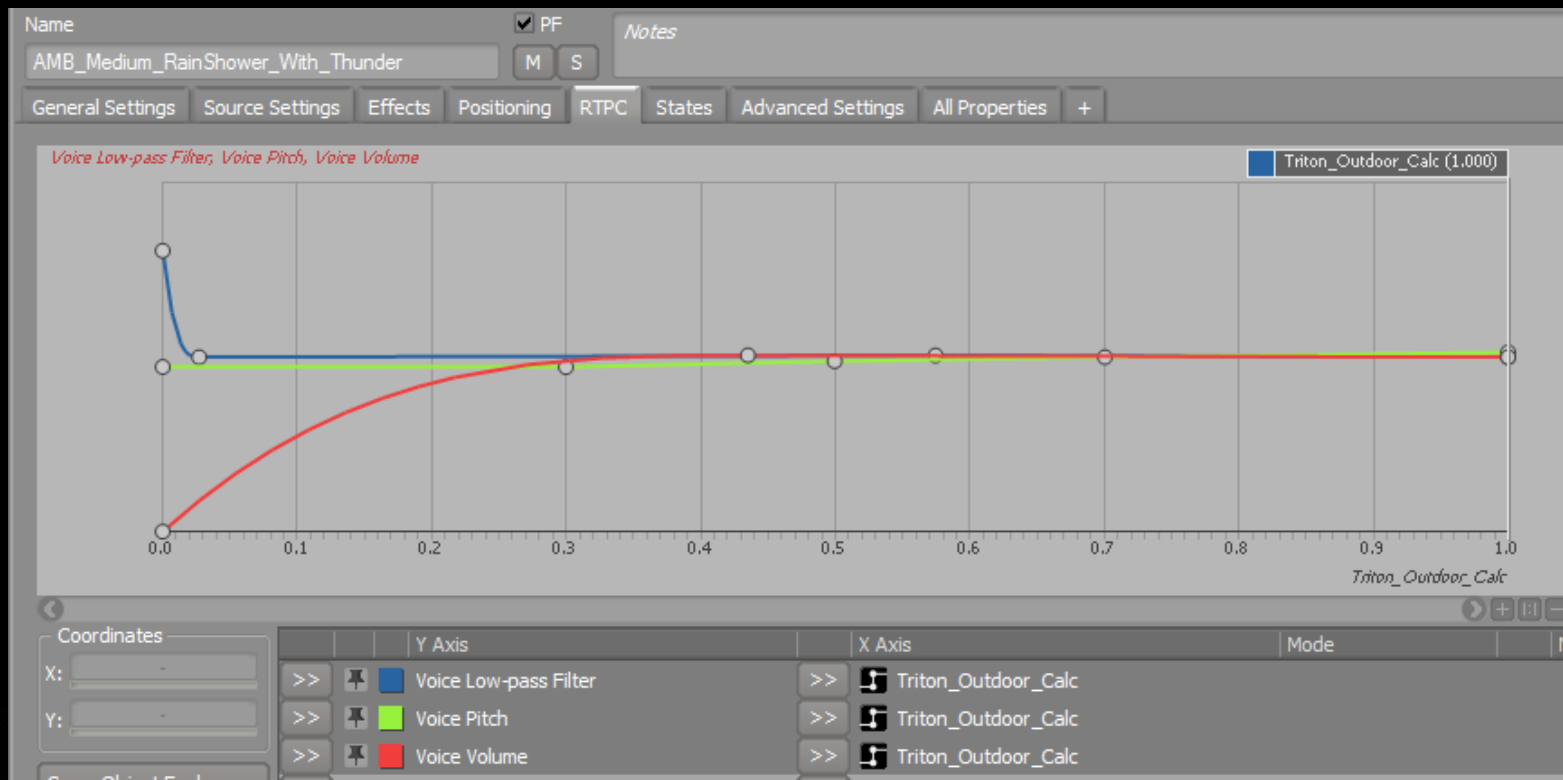 Name
PF
Notes
AMB_Medium_RainShower_With_Thunder
M
S
General Settings
Source Settings
Effects
Positioning
RTPC
States
Advanced Settings
All Properties
+
Voice Low-pass Filter, Voice Pitch, Voice Volume
Triton_Outdoor_Calc (1.000)
0.0
0.1
0.2
0.3
0.4
0.5
0.6
0.7
0.8
0.9
1.0
Triton_Outdoor_Calc
Coordinates
X: -
Y: -
Y Axis
X Axis
Mode
>>
Voice Low-pass Filter
>>
Triton_Outdoor_Calc
>>
Voice Pitch
>>
Triton_Outdoor_Calc
>>
Voice Volume
>>
Triton_Outdoor_Calc